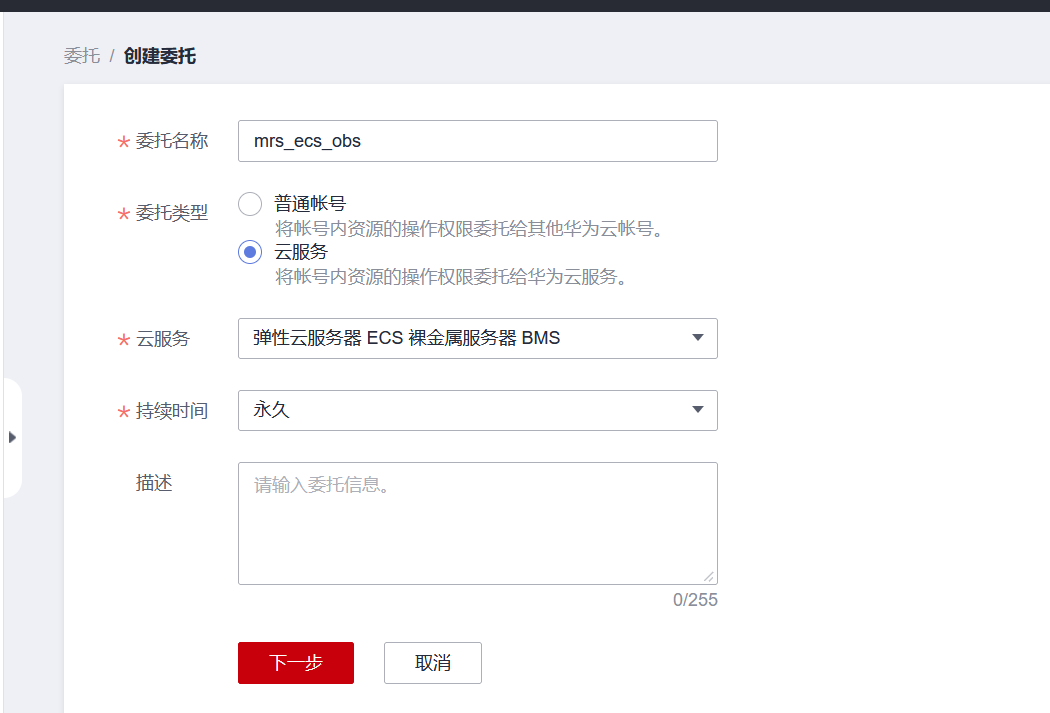 委托 / 创建委托
* 委托名称 mrs_ecs_obs
* 委托类型 普通帐号
将帐号内资源的操作权限委托给其他华为云帐号。
云服务
将帐号内资源的操作权限委托给华为云服务。
* 云服务 弹性云服务器 ECS 裸金属服务器 BMS
* 持续时间 永久
描述 请输入委托信息。
0/255
下一步 取消